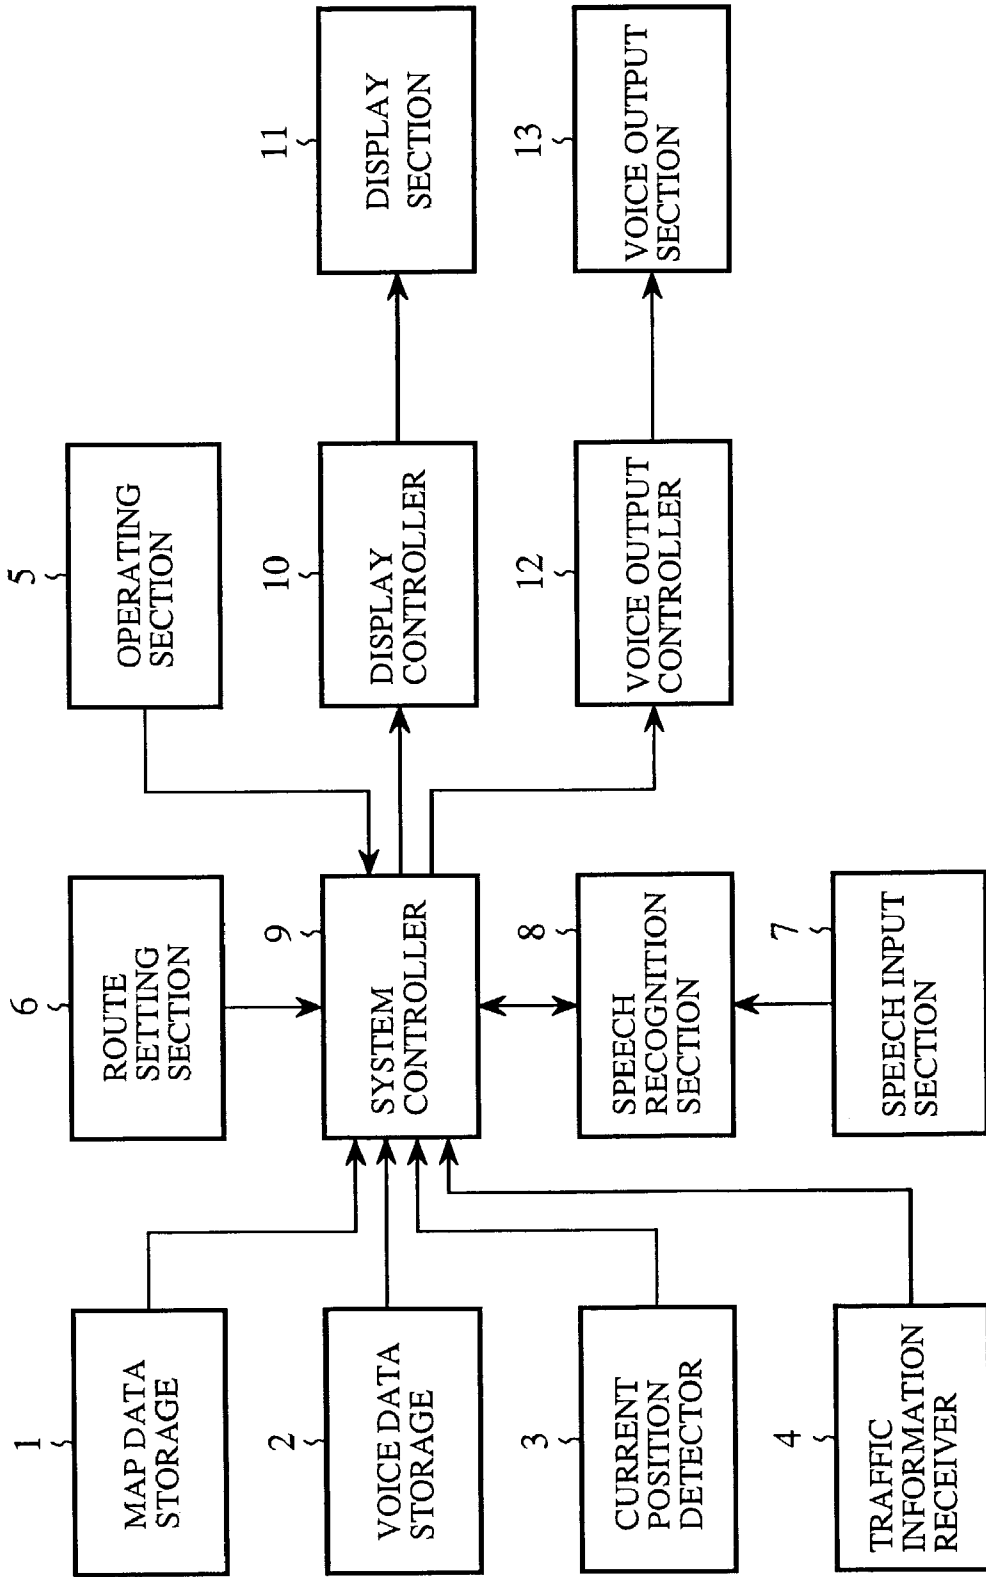 1
MAP DATA
STORAGE
2
VOICE DATA
STORAGE
3
CURRENT
POSITION
DETECTOR
4
TRAFFIC
INFORMATION
RECEIVER
6
ROUTE
SETTING
SECTION
9
SYSTEM
CONTROLLER
8
SPEECH
RECOGNITION
SECTION
7
SPEECH INPUT
SECTION
5
OPERATING
SECTION
10
DISPLAY
CONTROLLER
12
VOICE OUTPUT
CONTROLLER
11
DISPLAY
SECTION
13
VOICE OUTPUT
SECTION